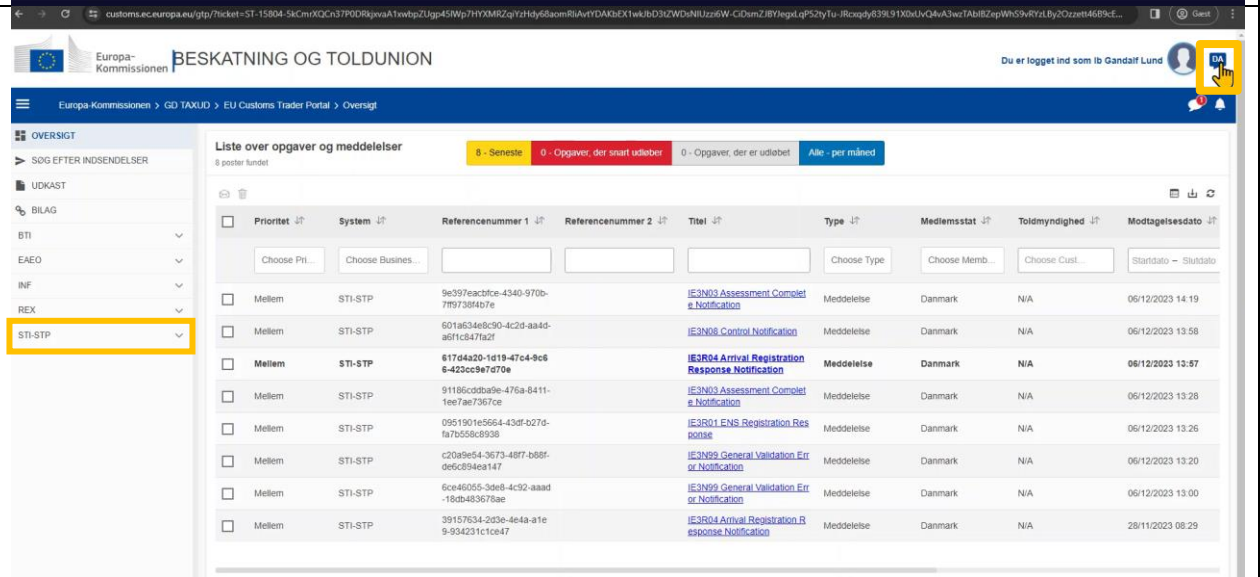 customs.ec.europa.eu/gtp/?ticket=ST-15804-5kCmrXQCn37P0DRkjxvaA1xwbpZUgp45IWp7HYXMRZqiYzHdy68aomRliAvtYDAKbEX1wkJbD3tZWDsNIUzzi6W-CiDsmZJBYJegxLqPS2tyTu-JRcxqdy839L91X0xUvQ4vA3wzTAbIBZepWhS9vRYzLBy2Ozzett46B9cE...
Gæst
Europa-Kommissionen
BESKATNING OG TOLDUNION
Du er logget ind som Ib Gandalf Lund
DA
Europa-Kommissionen > GD TAXUD > EU Customs Trader Portal > Oversigt
1
OVERSIGT
SØG EFTER INDSENDELSER
UDKAST
BILAG
BTI
EAEO
INF
REX
STI-STP
Liste over opgaver og meddelelser
8 poster fundet
8 - Seneste
0 - Opgaver, der snart udløber
0 - Opgaver, der er udløbet
Alle - per måned
Prioritet System Referencenummer 1 Referencenummer 2 Titel Type Medlemsstat Toldmyndighed Modtagelsesdato
Choose Pri... Choose Busines... Choose Type Choose Memb... Choose Cust... Startdato – Slutdato
Mellem STI-STP 9e397eacbfce-4340-970b-7ff9738f4b7e IE3N03 Assessment Complete Notification Meddelelse Danmark N/A 06/12/2023 14:19
Mellem STI-STP 601a634e8c90-4c2d-aa4d-a6f1c847fa2f IE3N08 Control Notification Meddelelse Danmark N/A 06/12/2023 13:58
Mellem STI-STP 617d4a20-1d19-47c4-9c66-423cc9e7d70e IE3R04 Arrival Registration Response Notification Meddelelse Danmark N/A 06/12/2023 13:57
Mellem STI-STP 91186cddba9e-476a-8411-1ee7ae7367ce IE3N03 Assessment Complete Notification Meddelelse Danmark N/A 06/12/2023 13:28
Mellem STI-STP 0951901e5664-43df-b27d-fa7b558c8938 IE3R01 ENS Registration Response Meddelelse Danmark N/A 06/12/2023 13:26
Mellem STI-STP c20a9e54-3673-48f7-b68f-de6c894ea147 IE3N99 General Validation Error Notification Meddelelse Danmark N/A 06/12/2023 13:20
Mellem STI-STP 6ce46055-3de8-4c92-aaad-18db483678ae IE3N99 General Validation Error Notification Meddelelse Danmark N/A 06/12/2023 13:00
Mellem STI-STP 39157634-2d3e-4e4a-a1e9-934231c1ce47 IE3R04 Arrival Registration Response Notification Meddelelse Danmark N/A 28/11/2023 08:29